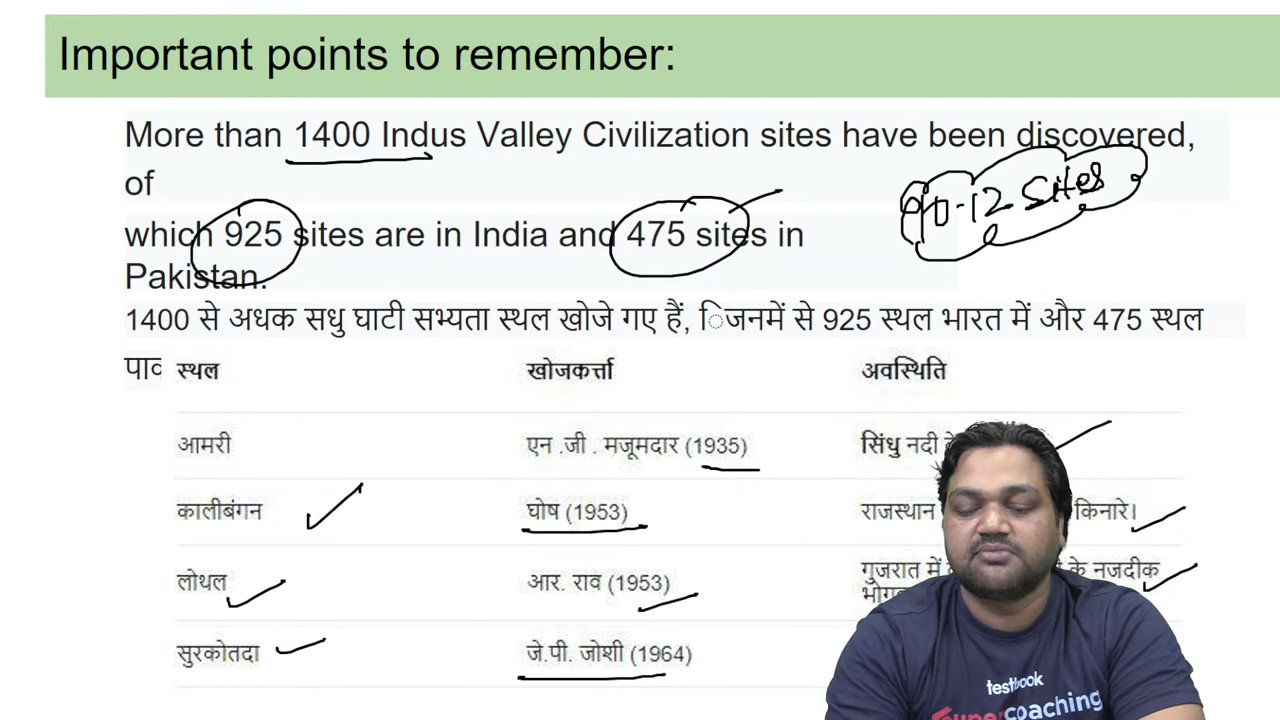 Important points to remember:
More than 1400 Indus Valley Civilization sites have been discovered,
of
10-12 Sites
which 925 sites are in India and 475 sites in
Pakistan.
1400 से अधक सधु घाटी सभ्यता स्थल खोजे गए हैं, िजनमें से 925 स्थल भारत में और 475 स्थल
स्थल खोजकर्त्ता अवस्थिति
आमरी एन .जी . मजूमदार (1935) सिंधु नदी
कालीबंगन घोष (1953) राजस्थान किनारे।
लोथल आर. राव (1953) गुजरात में के नजदीक
सुरकोतदा जे.पी. जोशी (1964)
testbook
coaching